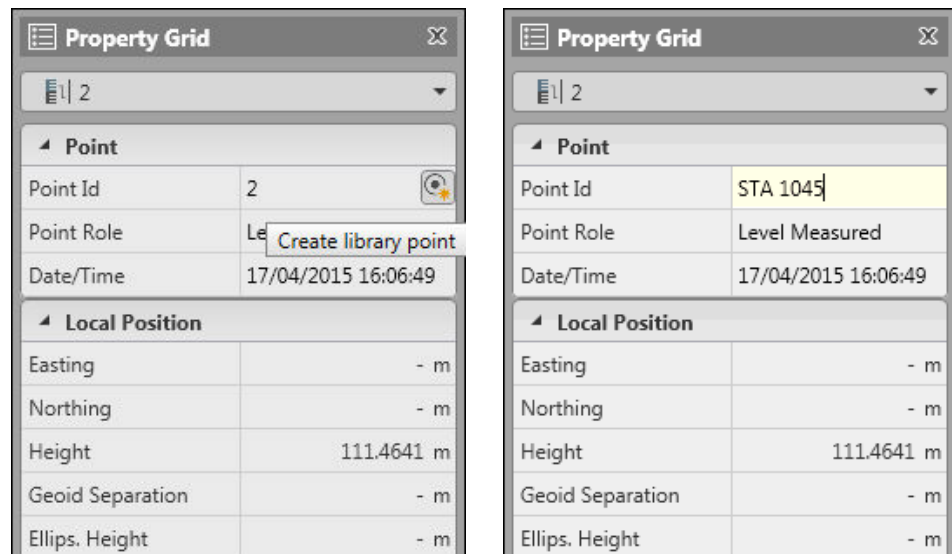 Property Grid
2
Point
Point Id 2
Point Role Le
Create library point
Date/Time 17/04/2015 16:06:49
Local Position
Easting - m
Northing - m
Height 111.4641 m
Geoid Separation - m
Ellips. Height - m
Property Grid
2
Point
Point Id STA 1045
Point Role Level Measured
Date/Time 17/04/2015 16:06:49
Local Position
Easting - m
Northing - m
Height 111.4641 m
Geoid Separation - m
Ellips. Height - m